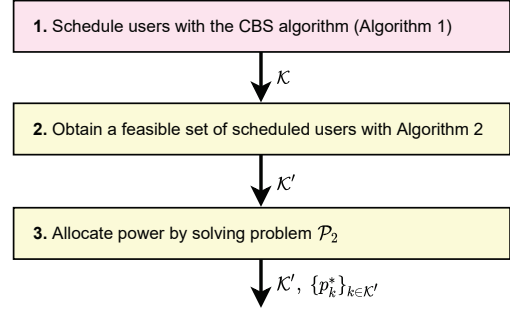 1. Schedule users with the CBS algorithm (Algorithm 1)
𝒦
2. Obtain a feasible set of scheduled users with Algorithm 2
𝒦′
3. Allocate power by solving problem 𝒫₂
𝒦′, {pₖ*}ₖ∈𝒦′